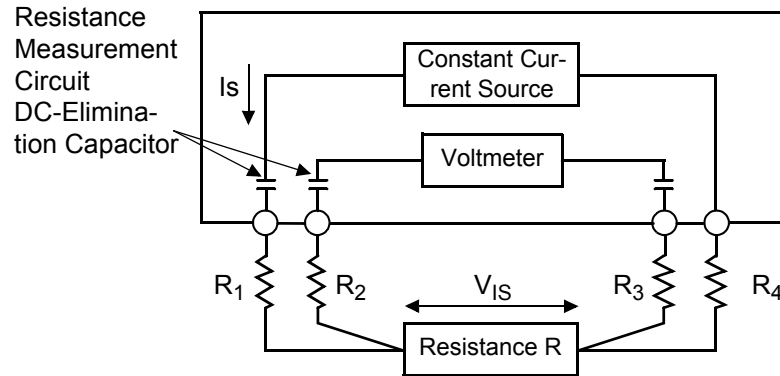 Resistance
Measurement
Circuit
DC-Elimina-
tion Capacitor
Is
Constant Cur-
rent Source
Voltmeter
R1
R2
VIS
R3
R4
Resistance R